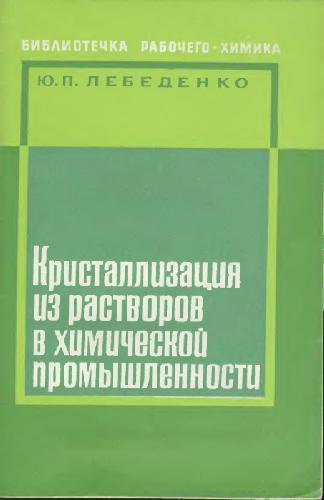 БИБЛИОТЕЧКА РАБОЧЕГО-ХИМИКА
Ю.П. ЛЕБЕДЕНКО
Кристаллизация
из растворов
в химической
промышленности